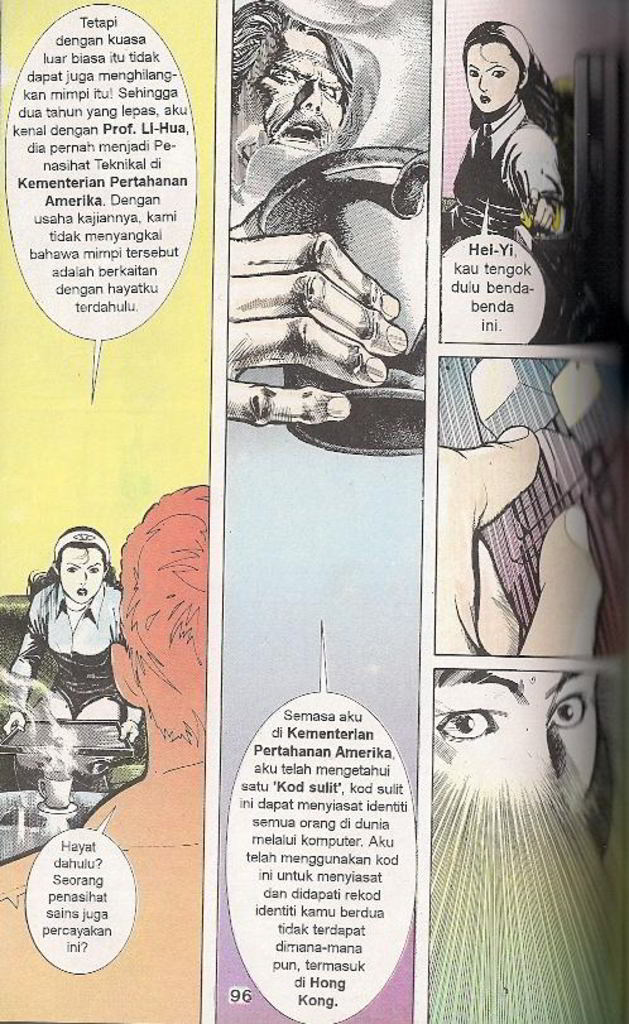 Tetapi
dengan kuasa
luar biasa itu tidak
dapat juga menghilang-
kan mimpi itu! Sehingga
dua tahun yang lepas, aku
kenal dengan Prof. LI-Hua,
dia pernah menjadi Pe-
nasihat Teknikal di
Kementerian Pertahanan
Amerika. Dengan
usaha kajiannya, kami
tidak menyangkal
bahawa mimpi tersebut
adalah berkaitan
dengan hayatku
terdahulu.
Hayat
dahulu?
Seorang
penasihat
sains juga
percayakan
ini?
Semasa aku
di Kementerian
Pertahanan Amerika,
aku telah mengetahui
satu 'Kod sulit', kod sulit
ini dapat menyiasat identiti
semua orang di dunia
melalui komputer. Aku
telah menggunakan kod
ini untuk menyiasat
dan didapati rekod
identiti kamu berdua
tidak terdapat
dimana-mana
pun, termasuk
di Hong
Kong.
Hei-Yi,
kau tengok
dulu benda-
benda
ini.
96